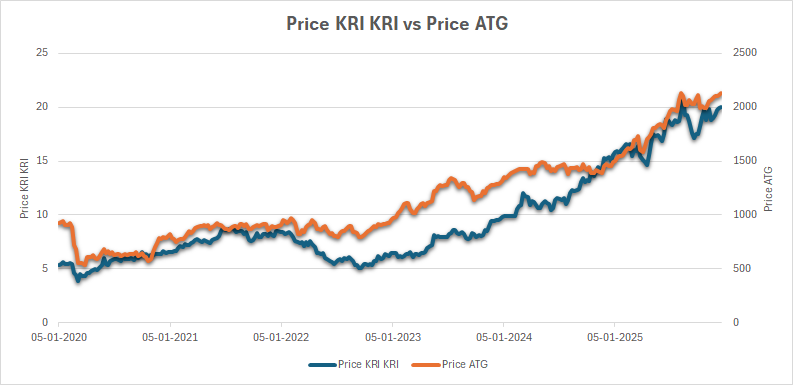 Price KRI KRI vs Price ATG
25
20
15
10
5
0
Price KRI KRI
2500
2000
1500
1000
500
0
Price ATG
05-01-2020 05-01-2021 05-01-2022 05-01-2023 05-01-2024 05-01-2025
Price KRI KRI Price ATG